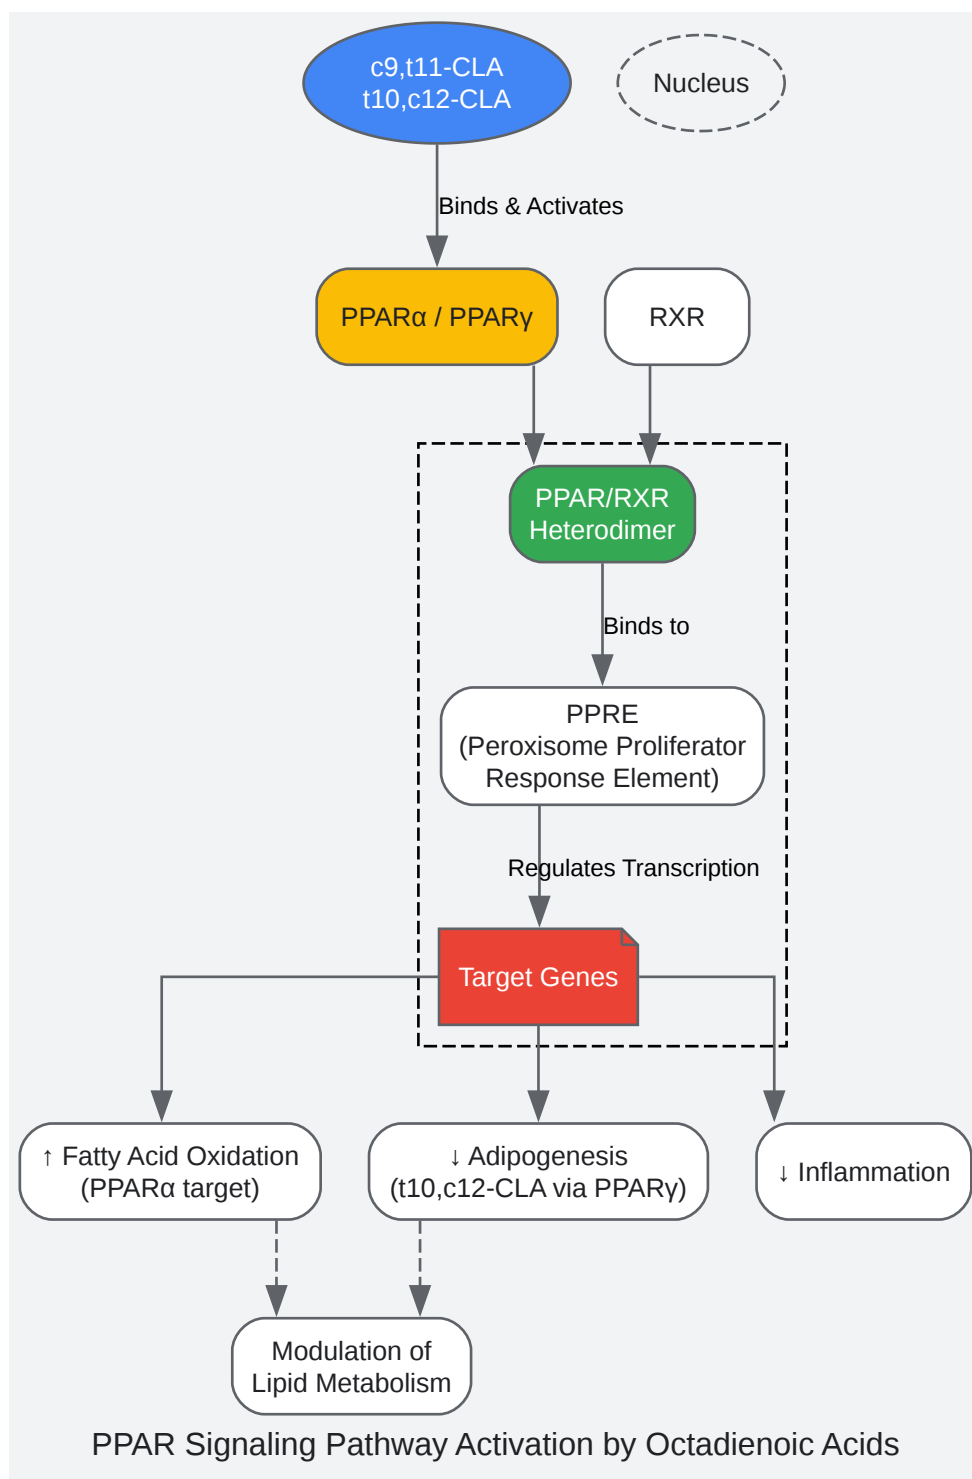 c9,t11-CLA
t10,c12-CLA
Nucleus
Binds & Activates
PPARα / PPARγ
RXR
PPAR/RXR
Heterodimer
Binds to
PPRE
(Peroxisome Proliferator
Response Element)
Regulates Transcription
Target Genes
↑ Fatty Acid Oxidation
(PPARα target)
↓ Adipogenesis
(t10,c12-CLA via PPARγ)
↓ Inflammation
Modulation of
Lipid Metabolism
PPAR Signaling Pathway Activation by Octadienoic Acids